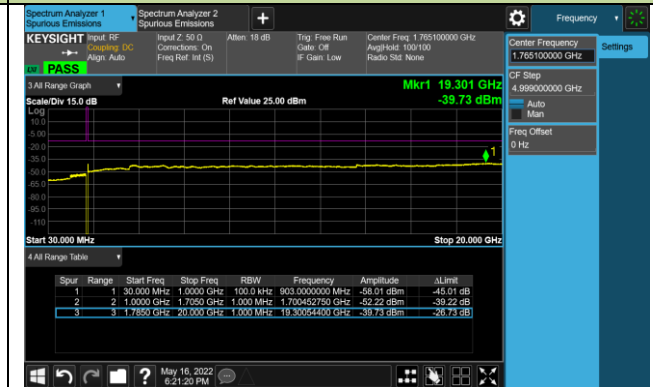 Spectrum Analyzer 1
Spurious Emissions
Spectrum Analyzer 2
Spurious Emissions
+
Frequency
KEYSIGHT
Input: RF
Coupling: DC
Align: Auto
Input Z: 50 Ω
Corrections: On
Freq Ref: Int (S)
Atten: 18 dB
Trig: Free Run
Gate: Off
IF Gain: Low
Center Freq: 1.765100000 GHz
Avg|Hold: 100/100
Radio Std: None
PASS
Center Frequency
1.765100000 GHz
Settings
CF Step
4.999000000 GHz
Auto
Man
Freq Offset
0 Hz
3 All Range Graph
Mkr1 19.301 GHz
Scale/Div 15.0 dB
Ref Value 25.00 dBm
-39.73 dBm
Log
10.0
-5.00
-20.0
-35.0
-50.0
-65.0
-80.0
-95.0
-110
1
Start 30.000 MHz
Stop 20.000 GHz
4 All Range Table
Spur Range Start Freq Stop Freq RBW Frequency Amplitude ΔLimit
1 1 30.000 MHz 1.0000 GHz 100.0 kHz 903.0000000 MHz -58.01 dBm -45.01 dB
2 2 1.0000 GHz 1.7050 GHz 1.000 MHz 1.700452750 GHz -52.22 dBm -39.22 dB
3 3 1.7850 GHz 20.000 GHz 1.000 MHz 19.30054400 GHz -39.73 dBm -26.73 dB
?
May 16, 2022
6:21:20 PM